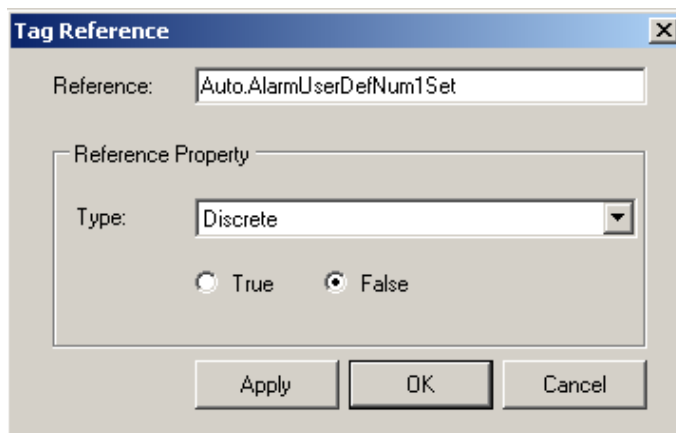 Tag Reference
Reference: Auto.AlarmUserDefNum1Set
Reference Property
Type: Discrete
True False
Apply OK Cancel